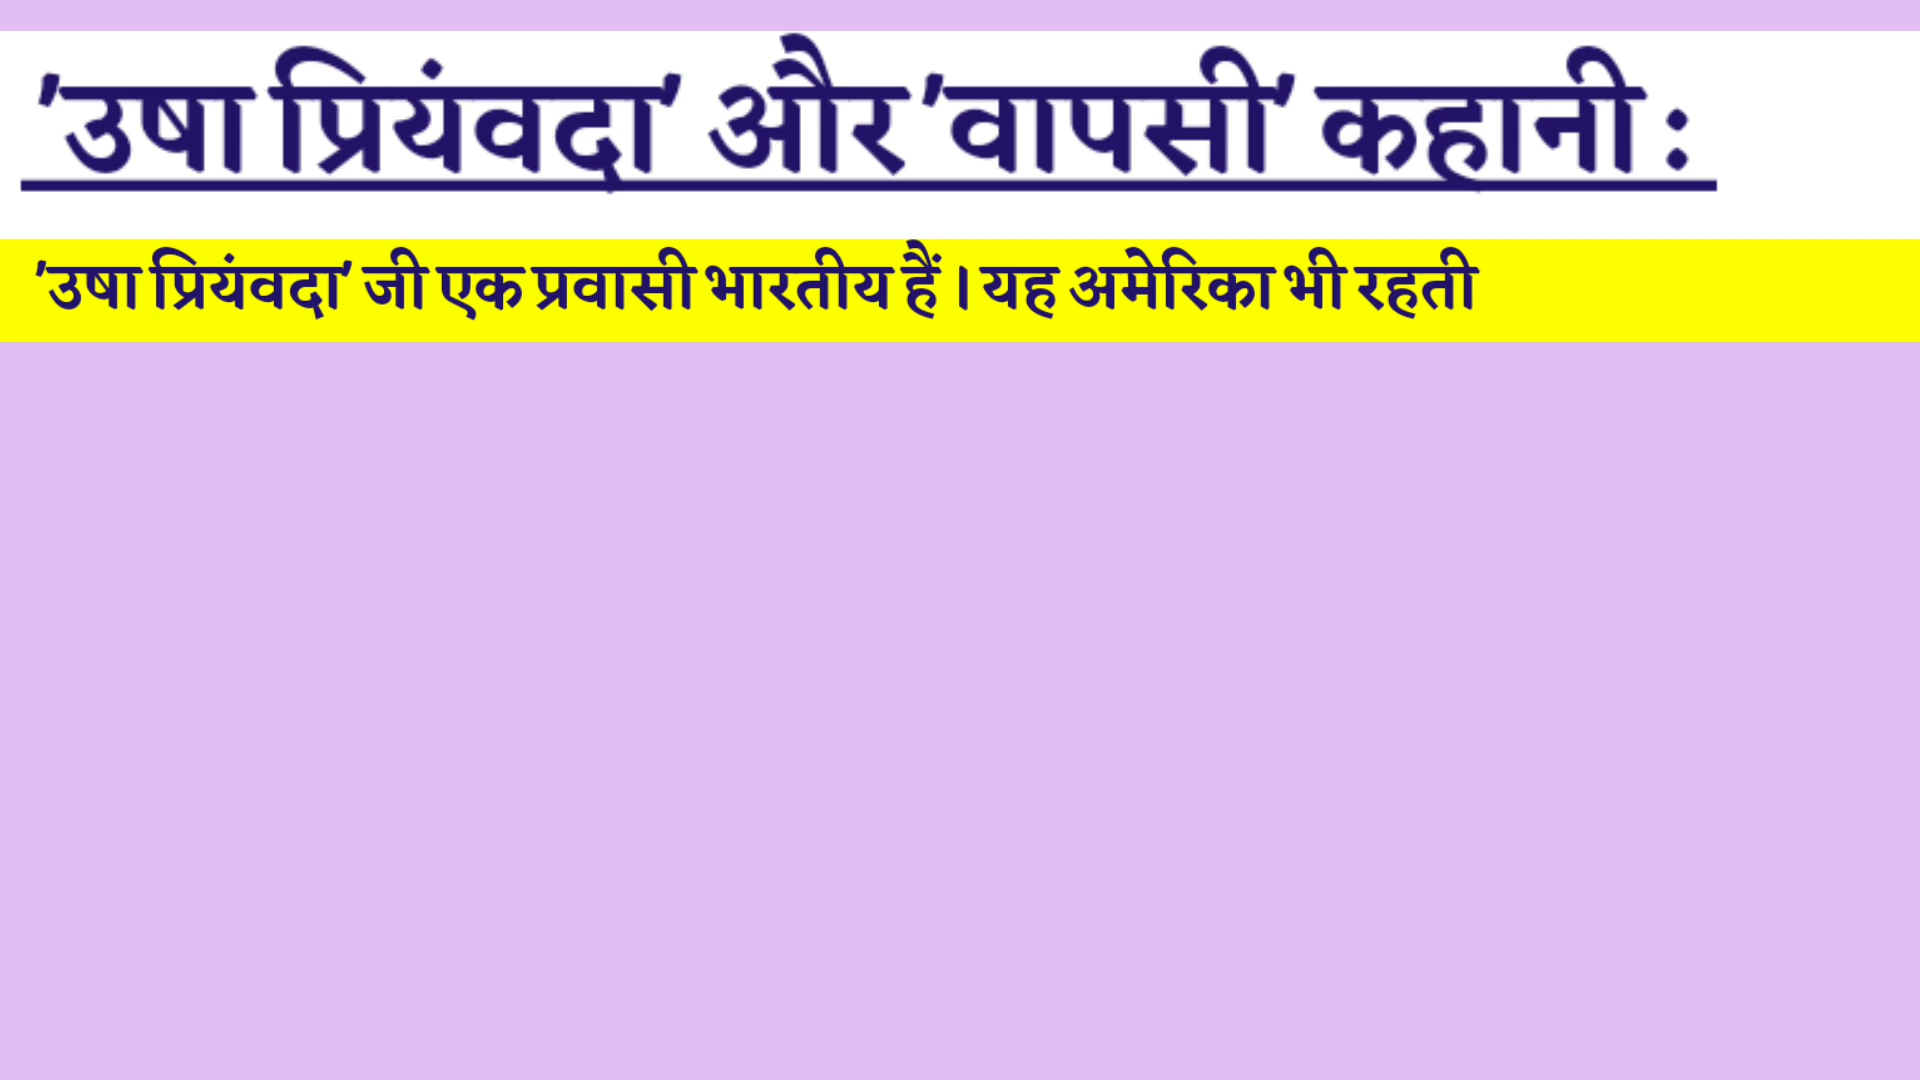 'उषा प्रियंवदा' और 'वापसी' कहानी :
'उषा प्रियंवदा' जी एक प्रवासी भारतीय हैं । यह अमेरिका भी रहती